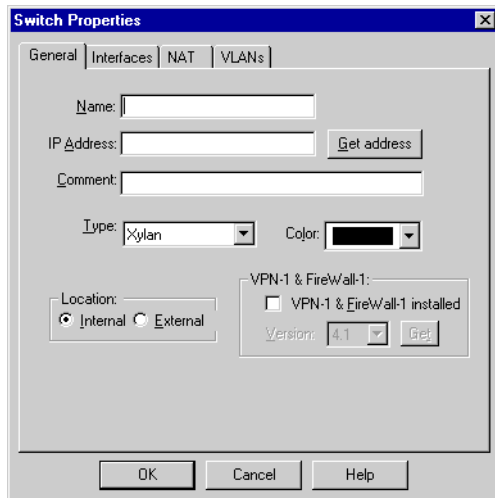 Switch Properties
General Interfaces NAT VLANs
Name:
IP Address: Get address
Comment:
Type: Xylan Color:
VPN-1 & FireWall-1:
Location: VPN-1 & FireWall-1 installed
Internal External
Version: 4.1 Get
OK Cancel Help